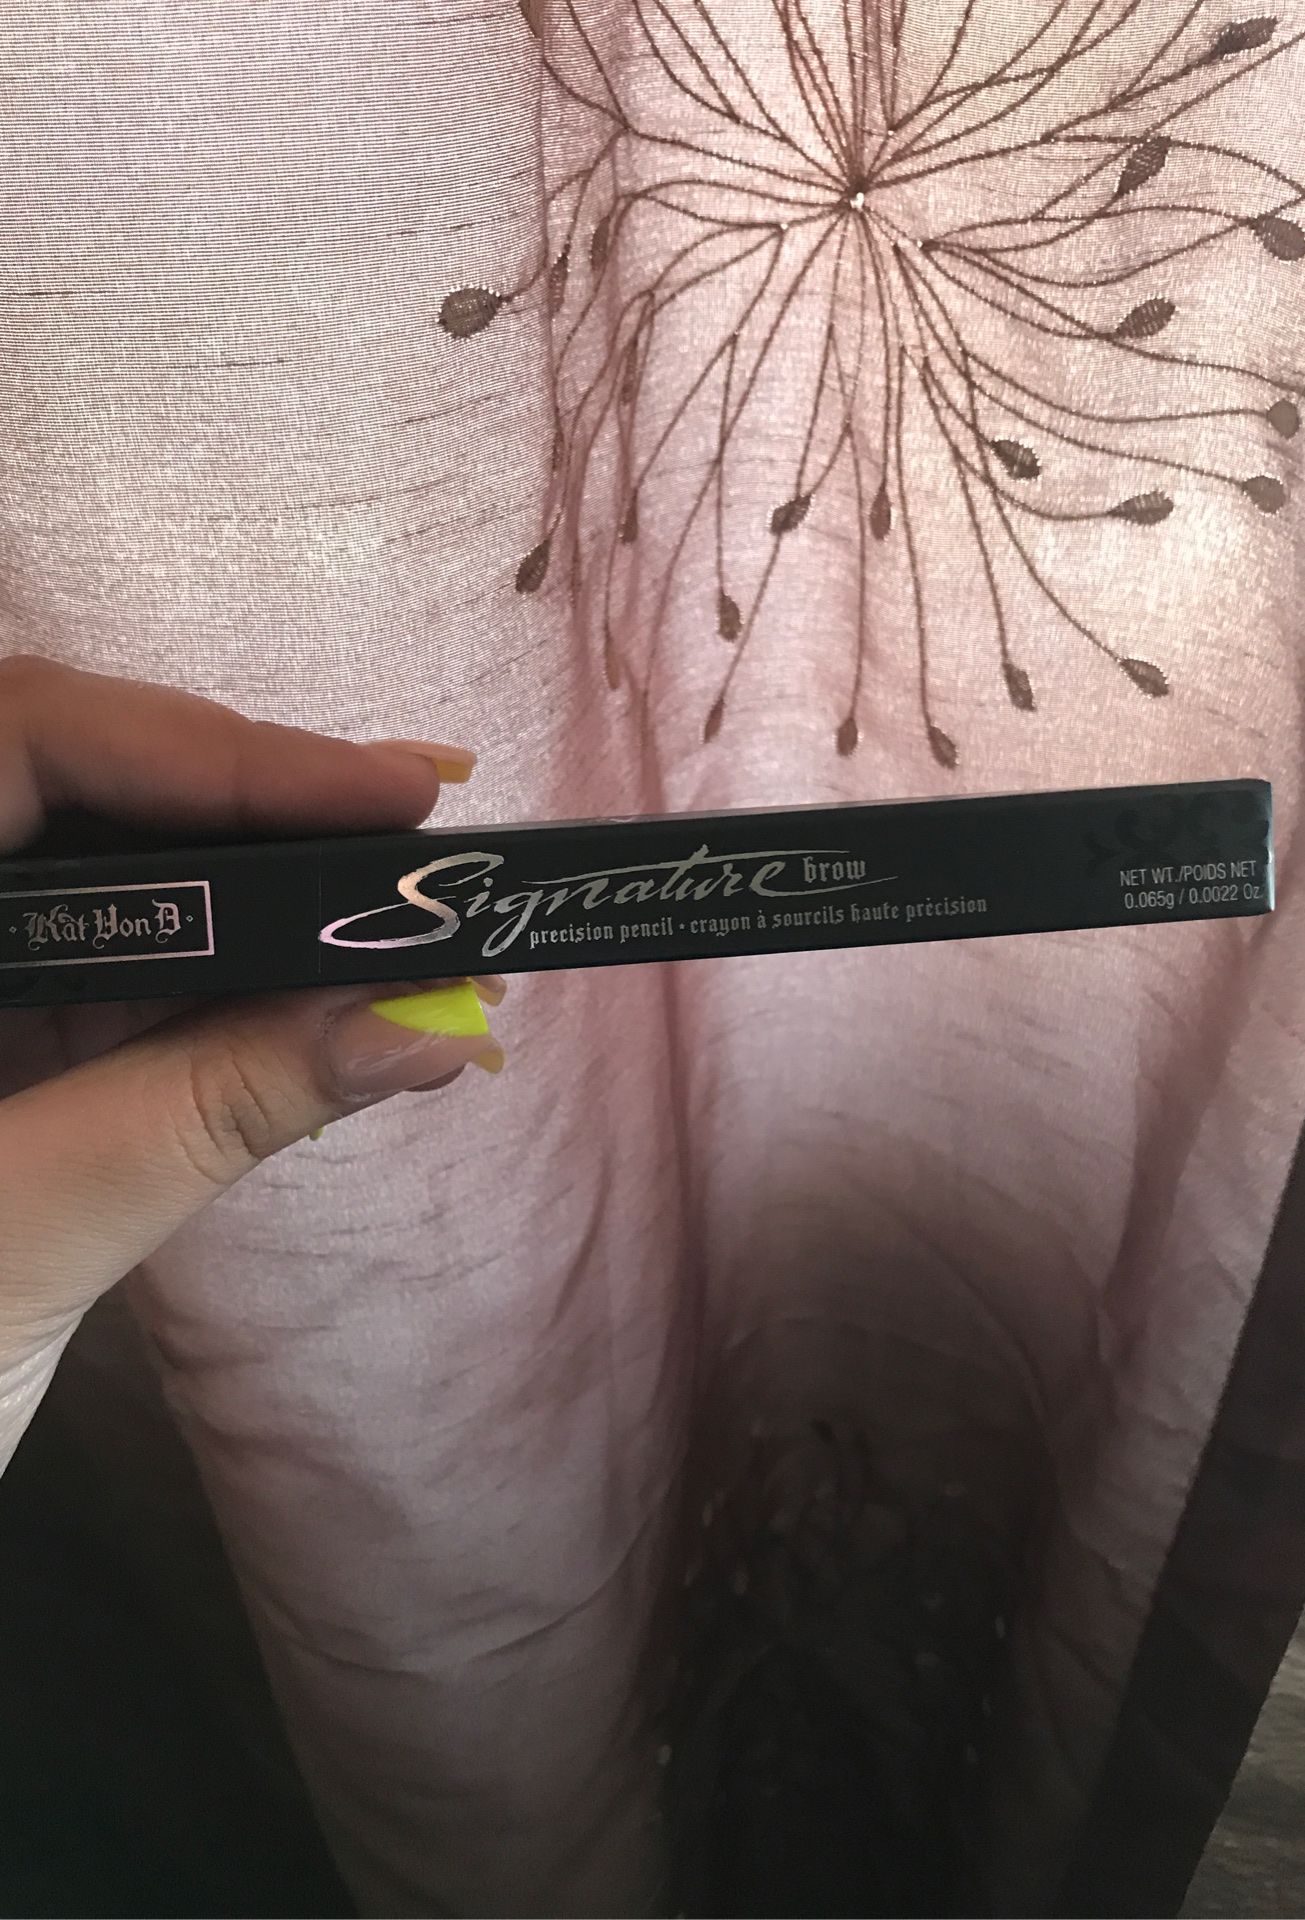 Kat Von D
Signature brow
precision pencil • crayon à sourcils haute précision
NET WT./POIDS NET
0.065g / 0.0022 Oz.